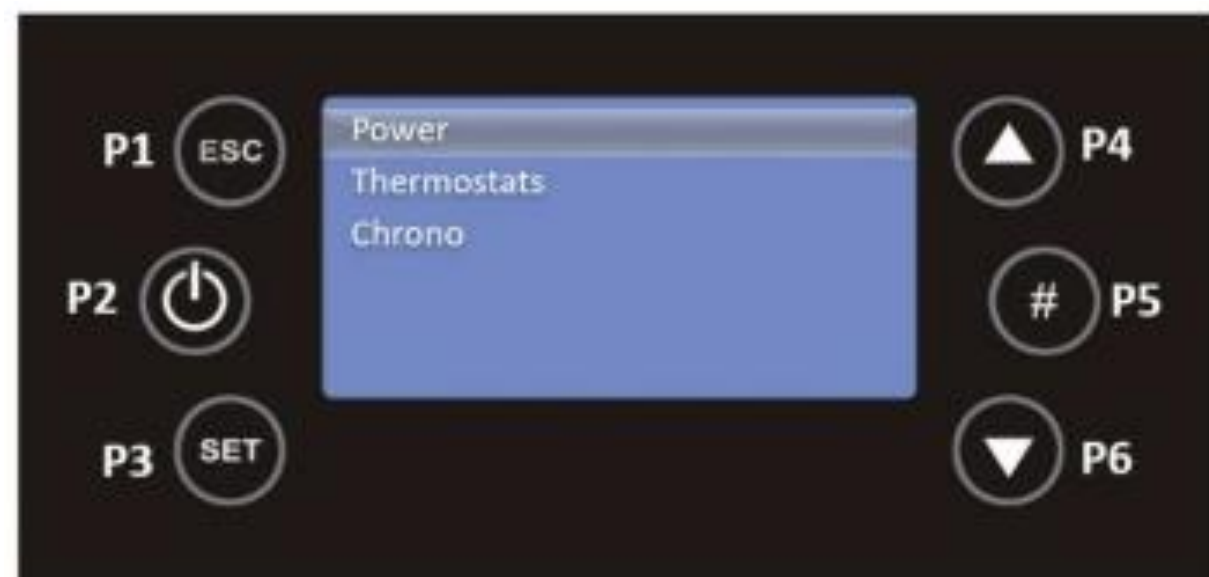 P1 ESC
Power
P4
Thermostats
Chrono
P2
# P5
P3 SET
P6